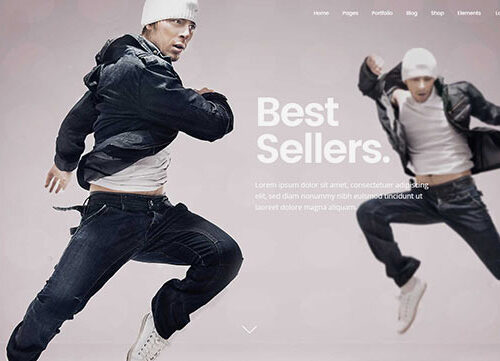 Home Pages Portfolio Blog Shop Elements
Best
Sellers.
Lorem ipsum dolor sit amet, consectetuer adipiscing
elit, sed diam nonummy nibh euismod tincidunt ut
laoreet dolore magna aliquam.